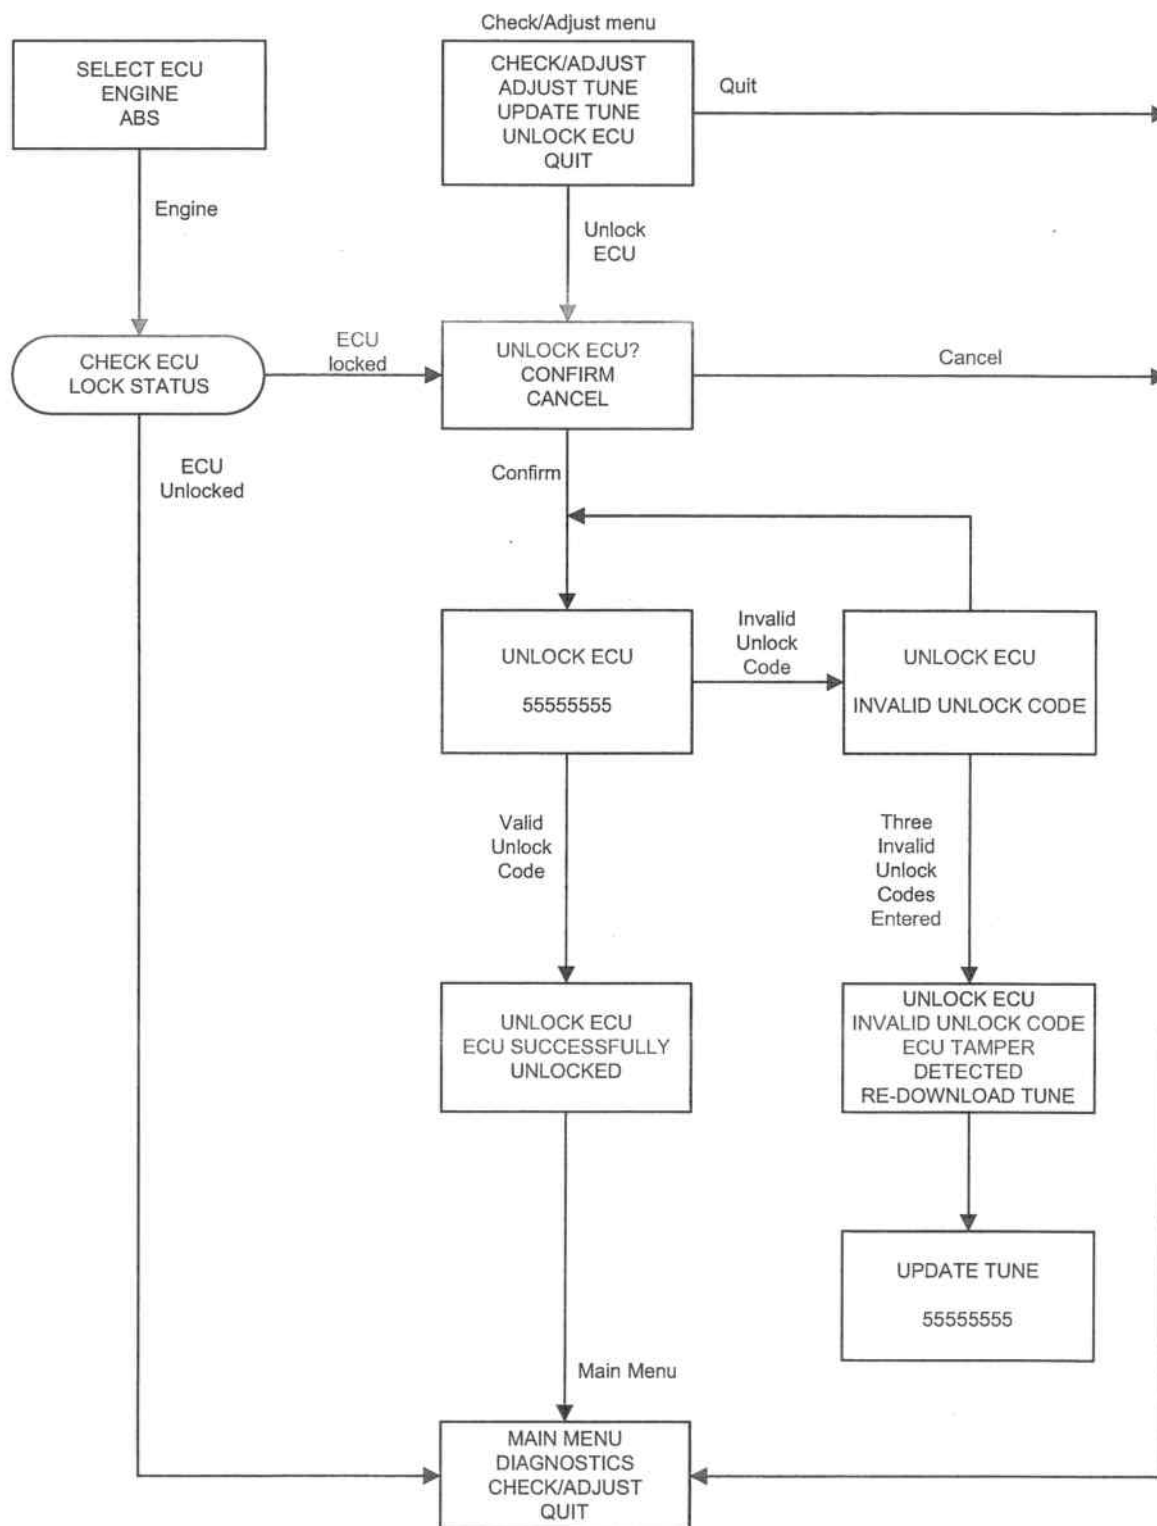 Check/Adjust menu
SELECT ECU
ENGINE
ABS
CHECK/ADJUST
ADJUST TUNE
UPDATE TUNE
UNLOCK ECU
QUIT
Quit
Engine
Unlock
ECU
CHECK ECU
LOCK STATUS
ECU
locked
UNLOCK ECU?
CONFIRM
CANCEL
Cancel
ECU
Unlocked
Confirm
UNLOCK ECU
55555555
Invalid
Unlock
Code
UNLOCK ECU
INVALID UNLOCK CODE
Valid
Unlock
Code
Three
Invalid
Unlock
Codes
Entered
UNLOCK ECU
ECU SUCCESSFULLY
UNLOCKED
UNLOCK ECU
INVALID UNLOCK CODE
ECU TAMPER
DETECTED
RE-DOWNLOAD TUNE
UPDATE TUNE
55555555
Main Menu
MAIN MENU
DIAGNOSTICS
CHECK/ADJUST
QUIT